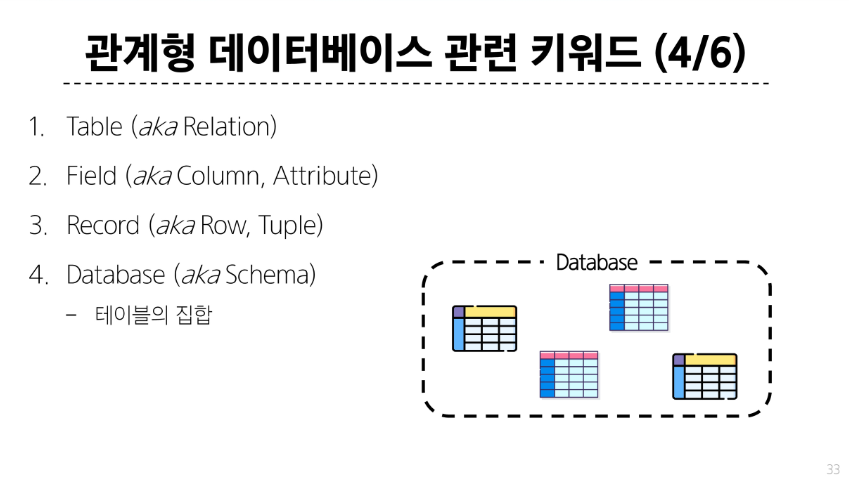 관계형 데이터베이스 관련 키워드 (4/6)
1. Table (aka Relation)
2. Field (aka Column, Attribute)
3. Record (aka Row, Tuple)
4. Database (aka Schema)
– 테이블의 집합
Database
33